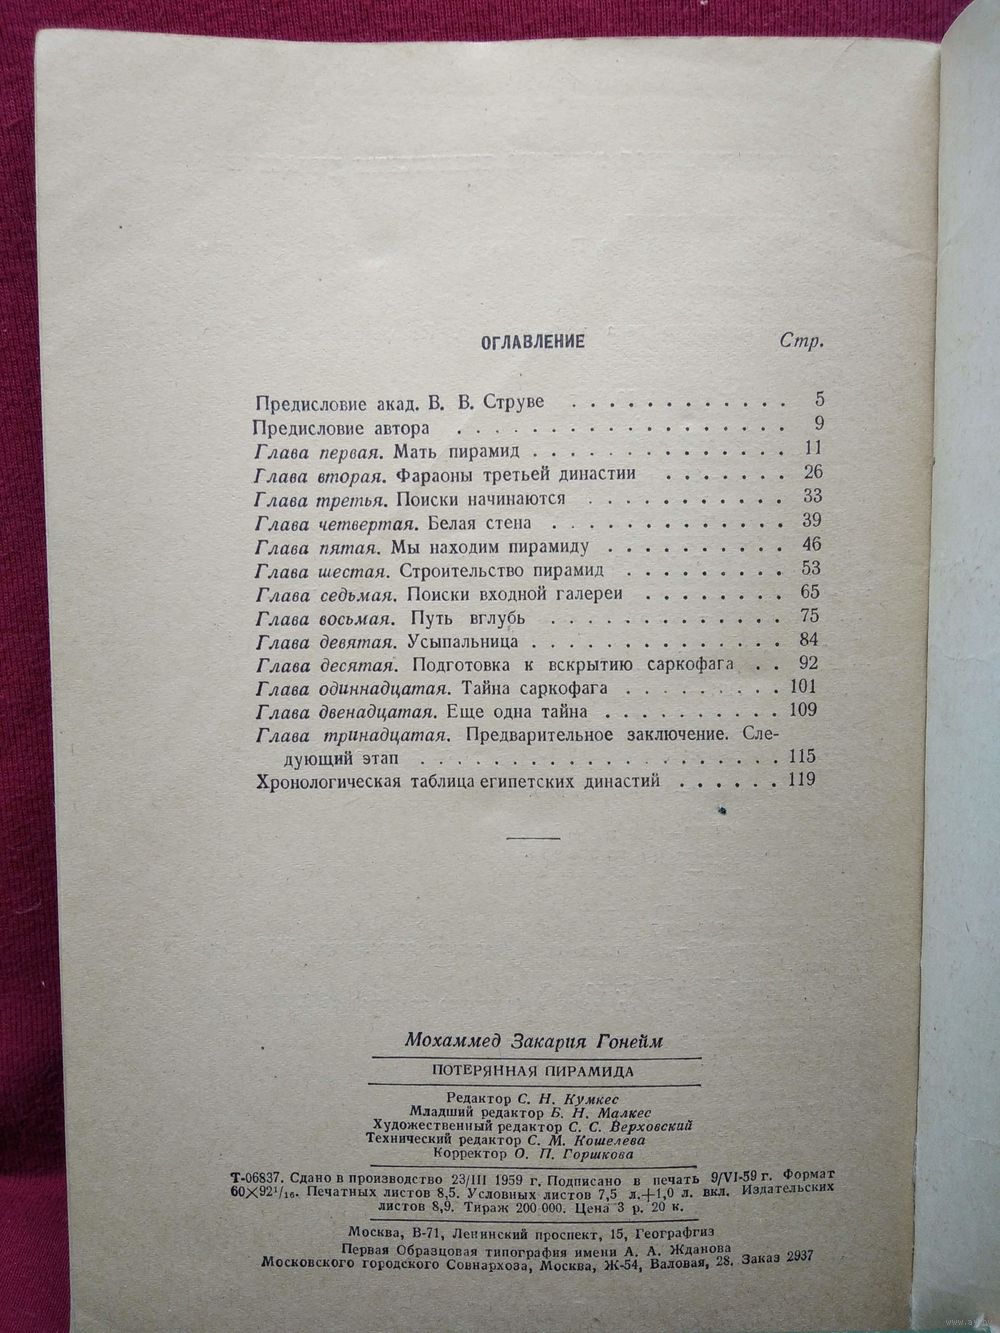 ОГЛАВЛЕНИЕ Стр.
Предисловие акад. В. В. Струве . . . . . . . . . . . . 5
Предисловие автора . . . . . . . . . . . . . . . . . . 9
Глава первая. Мать пирамид . . . . . . . . . . . . . . 11
Глава вторая. Фараоны третьей династии . . . . . . . 26
Глава третья. Поиски начинаются . . . . . . . . . . . 33
Глава четвертая. Белая стена . . . . . . . . . . . . . 39
Глава пятая. Мы находим пирамиду . . . . . . . . . . 46
Глава шестая. Строительство пирамид . . . . . . . . . 53
Глава седьмая. Поиски входной галереи . . . . . . . . 65
Глава восьмая. Путь вглубь . . . . . . . . . . . . . 75
Глава девятая. Усыпальница . . . . . . . . . . . . . . 84
Глава десятая. Подготовка к вскрытию саркофага . . 92
Глава одиннадцатая. Тайна саркофага . . . . . . . . . 101
Глава двенадцатая. Еще одна тайна . . . . . . . . . . 109
Глава тринадцатая. Предварительное заключение. Сле-
дующий этап . . . . . . . . . . . . . . . . . . . . 115
Хронологическая таблица египетских династий . . . . . . 119
Мохаммед Закария Гонейм
ПОТЕРЯННАЯ ПИРАМИДА
Редактор С. Н. Кумкес
Младший редактор Б. Н. Малкес
Художественный редактор С. С. Верховский
Технический редактор С. М. Кошелева
Корректор О. П. Горшкова
Т-06837. Сдано в производство 23/III 1959 г. Подписано в печать 9/VI-59 г. Формат
60×92¹/₁₆. Печатных листов 8,5. Условных листов 7,5 л.+1,0 л. вкл. Издательских
листов 8,9. Тираж 200 000. Цена 3 р. 20 к.
Москва, В-71, Ленинский проспект, 15, Географгиз
Первая Образцовая типография имени А. А. Жданова
Московского городского Совнархоза, Москва, Ж-54, Валовая, 28. Заказ 2937